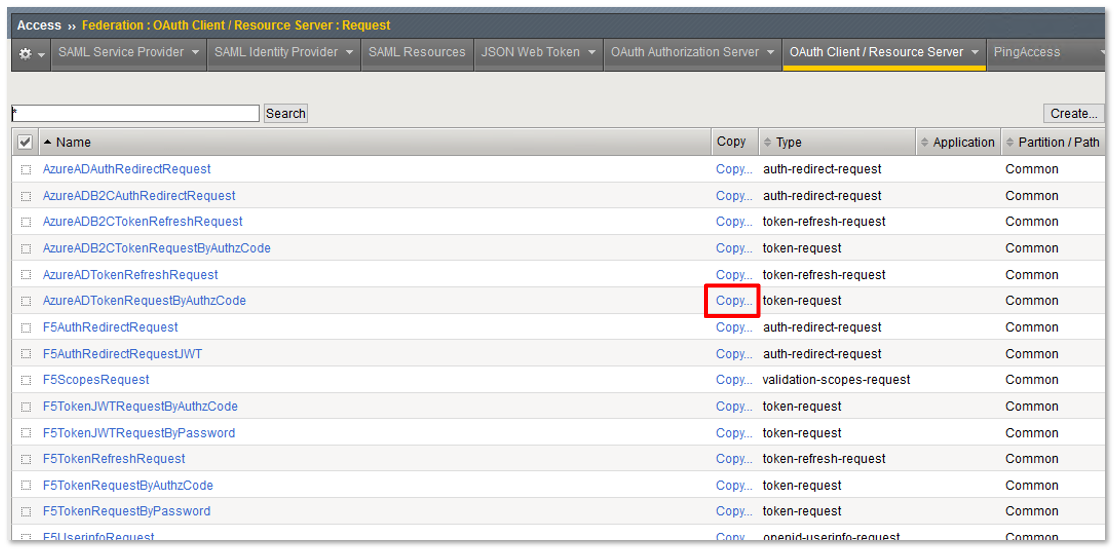 Access ›› Federation : OAuth Client / Resource Server : Request
SAML Service Provider SAML Identity Provider SAML Resources JSON Web Token OAuth Authorization Server OAuth Client / Resource Server PingAccess
* Search Create...
Name Copy Type Application Partition / Path
AzureADAuthRedirectRequest Copy... auth-redirect-request Common
AzureADB2CAuthRedirectRequest Copy... auth-redirect-request Common
AzureADB2CTokenRefreshRequest Copy... token-refresh-request Common
AzureADB2CTokenRequestByAuthzCode Copy... token-request Common
AzureADTokenRefreshRequest Copy... token-refresh-request Common
AzureADTokenRequestByAuthzCode Copy... token-request Common
F5AuthRedirectRequest Copy... auth-redirect-request Common
F5AuthRedirectRequestJWT Copy... auth-redirect-request Common
F5ScopesRequest Copy... validation-scopes-request Common
F5TokenJWTRequestByAuthzCode Copy... token-request Common
F5TokenJWTRequestByPassword Copy... token-request Common
F5TokenRefreshRequest Copy... token-refresh-request Common
F5TokenRequestByAuthzCode Copy... token-request Common
F5TokenRequestByPassword Copy... token-request Common
F5UserinfoRequest Copy... openid-userinfo-request Common